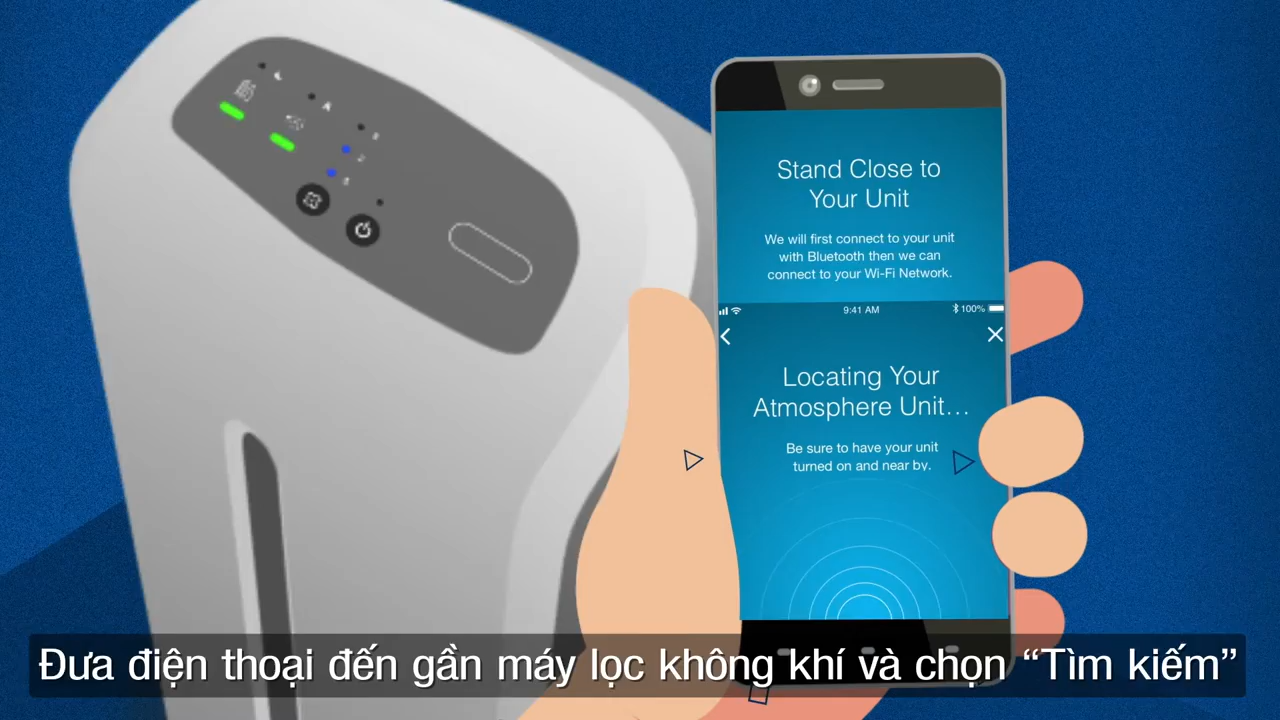 Stand Close to
Your Unit
We will first connect to your unit
with Bluetooth then we can
connect to your Wi-Fi Network.
9:41 AM
100%
Locating Your
Atmosphere Unit…
Be sure to have your unit
turned on and near by.
Đưa điện thoại đến gần máy lọc không khí và chọn “Tìm kiếm”